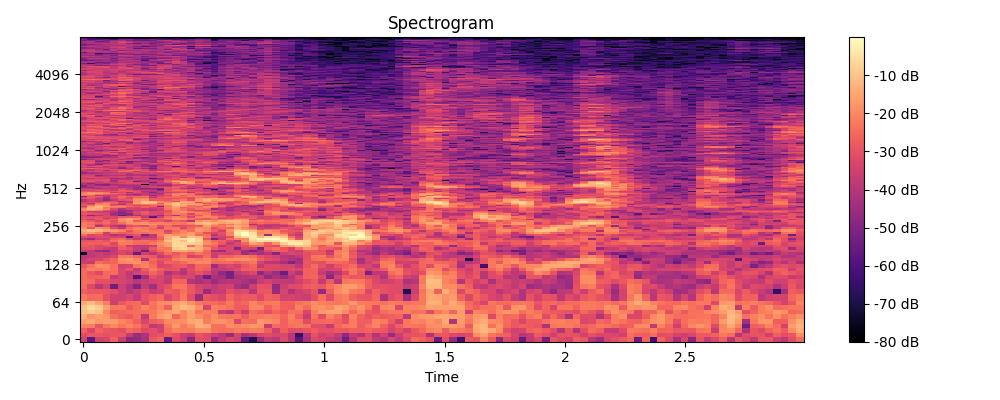 Spectrogram
Hz
4096
2048
1024
512
256
128
64
0
0
0.5
1
1.5
2
2.5
Time
-10 dB
-20 dB
-30 dB
-40 dB
-50 dB
-60 dB
-70 dB
-80 dB